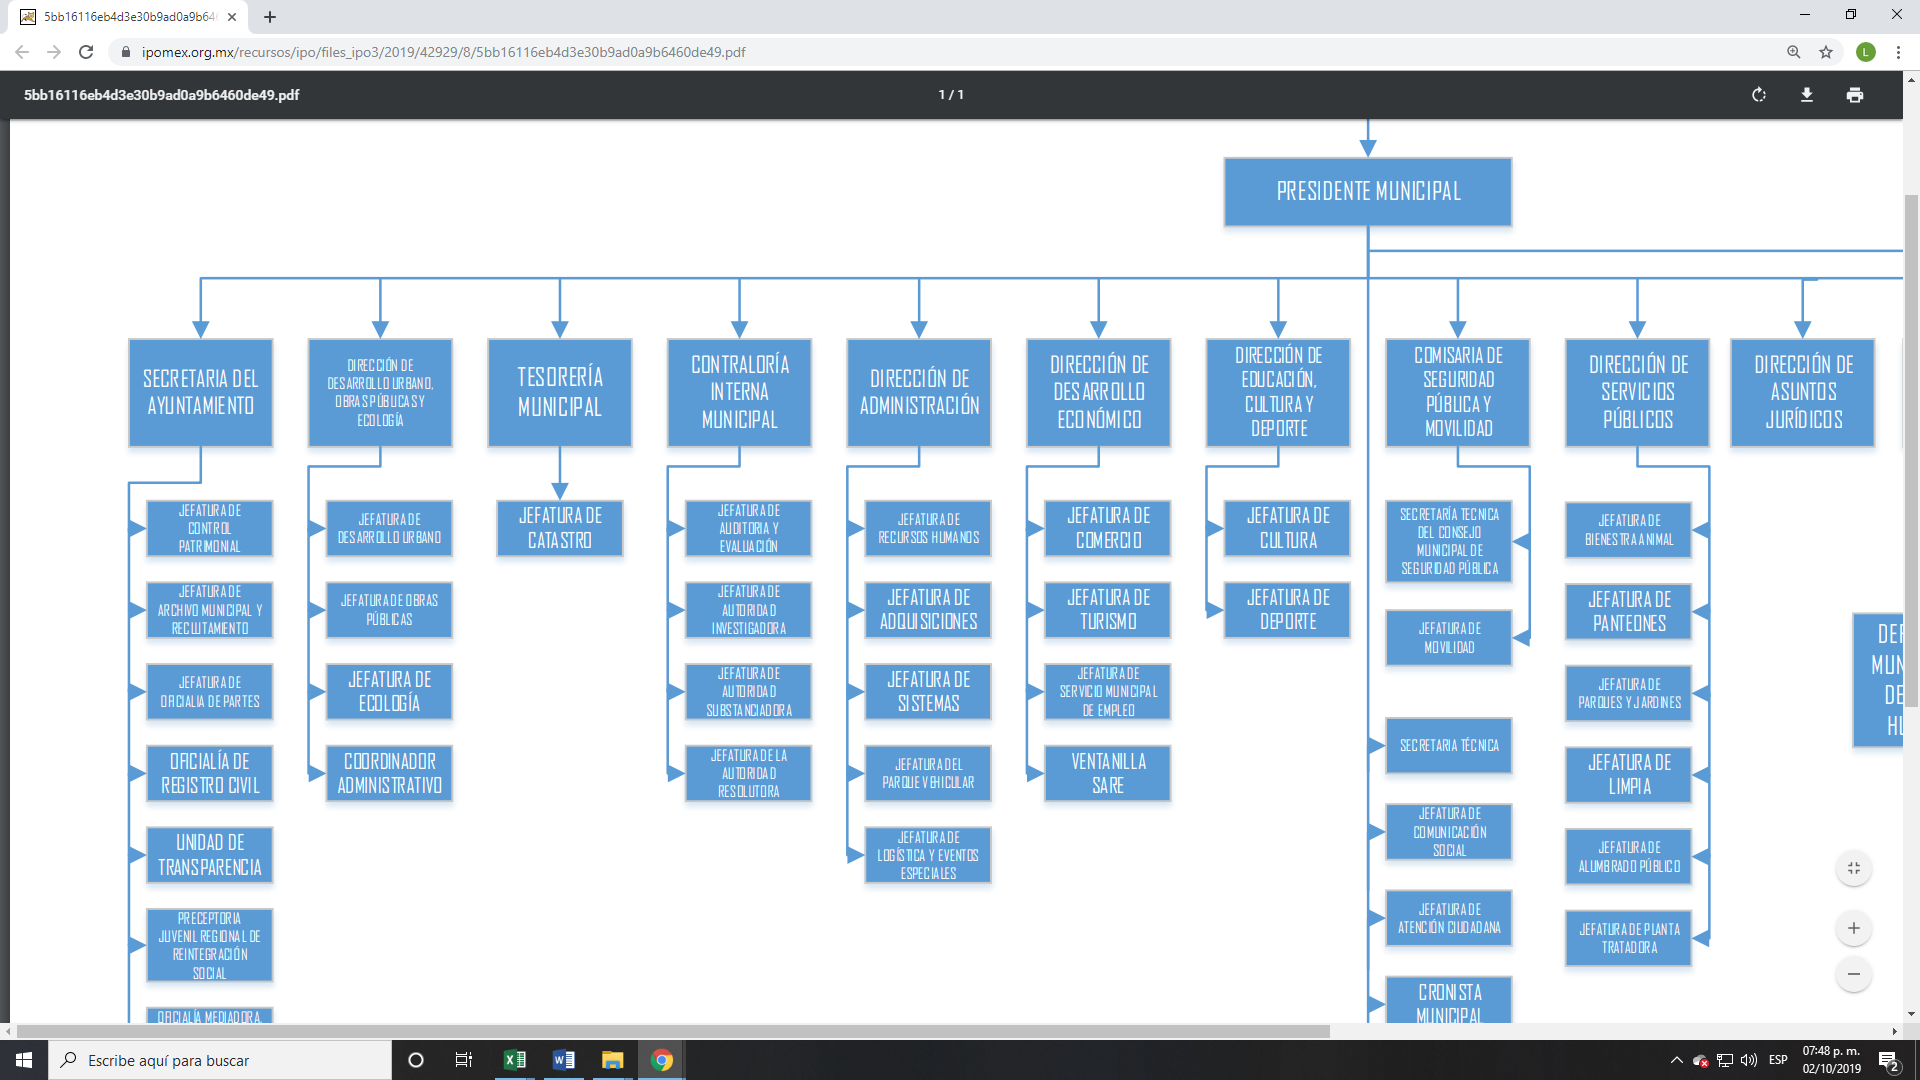 5bb16116eb4d3e30b9ad0a9b646
ipomex.org.mx/recursos/ipo/files_ipo3/2019/42929/8/5bb16116eb4d3e30b9ad0a9b6460de49.pdf
L
5bb16116eb4d3e30b9ad0a9b6460de49.pdf
1 / 1
PRESIDENTE MUNICIPAL
SECRETARIA DEL
AYUNTAMIENTO
DIRECCIÓN DE
DESARROLLO URBANO,
OBRAS PÚBLICAS Y
ECOLOGÍA
TESORERÍA
MUNICIPAL
CONTRALORÍA
INTERNA
MUNICIPAL
DIRECCIÓN DE
ADMINISTRACIÓN
DIRECCIÓN DE
DESARROLLO
ECONÓMICO
DIRECCIÓN DE
EDUCACIÓN,
CULTURA Y
DEPORTE
COMISARIA DE
SEGURIDAD
PÚBLICA Y
MOVILIDAD
DIRECCIÓN DE
SERVICIOS
PÚBLICOS
DIRECCIÓN DE
ASUNTOS
JURÍDICOS
JEFATURA DE
CONTROL
PATRIMONIAL
JEFATURA DE
ARCHIVO MUNICIPAL Y
RECLUTAMIENTO
JEFATURA DE
OFICIALIA DE PARTES
OFICIALÍA DE
REGISTRO CIVIL
UNIDAD DE
TRANSPARENCIA
PRECEPTORIA
JUVENIL REGIONAL DE
REINTEGRACIÓN
SOCIAL
OFICIALÍA MEDIADORA,
JEFATURA DE
DESARROLLO URBANO
JEFATURA DE OBRAS
PÚBLICAS
JEFATURA DE
ECOLOGÍA
COORDINADOR
ADMINISTRATIVO
JEFATURA DE
CATASTRO
JEFATURA DE
AUDITORIA Y
EVALUACIÓN
JEFATURA DE
AUTORIDAD
INVESTIGADORA
JEFATURA DE
AUTORIDAD
SUBSTANCIADORA
JEFATURA DE LA
AUTORIDAD
RESOLUTORA
JEFATURA DE
RECURSOS HUMANOS
JEFATURA DE
ADQUISICIONES
JEFATURA DE
SISTEMAS
JEFATURA DEL
PARQUE VEHICULAR
JEFATURA DE
LOGÍSTICA Y EVENTOS
ESPECIALES
JEFATURA DE
COMERCIO
JEFATURA DE
TURISMO
JEFATURA DE
SERVICIO MUNICIPAL
DE EMPLEO
VENTANILLA
SARE
JEFATURA DE
CULTURA
JEFATURA DE
DEPORTE
SECRETARÍA TECNICA
DEL CONSEJO
MUNICIPAL DE
SEGURIDAD PÚBLICA
JEFATURA DE
MOVILIDAD
SECRETARIA TÉCNICA
JEFATURA DE
COMUNICACIÓN
SOCIAL
JEFATURA DE
ATENCIÓN CIUDADANA
CRONISTA
MUNICIPAL
JEFATURA DE
BIENESTRA ANIMAL
JEFATURA DE
PANTEONES
JEFATURA DE
PARQUES Y JARDINES
JEFATURA DE
LIMPIA
JEFATURA DE
ALUMBRADO PÚBLICO
JEFATURA DE PLANTA
TRATADORA
DE
Escribe aquí para buscar
ESP
07:48 p. m.
02/10/2019
2